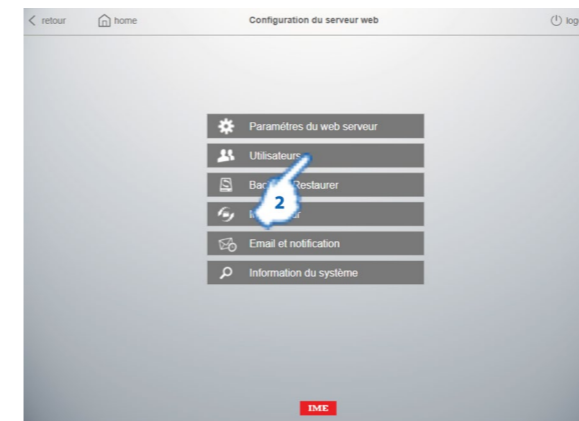 retour
home
Configuration du serveur web
Paramétres du web serveur
Utilisateurs
Restaurer
2
Email et notification
Information du système
IME